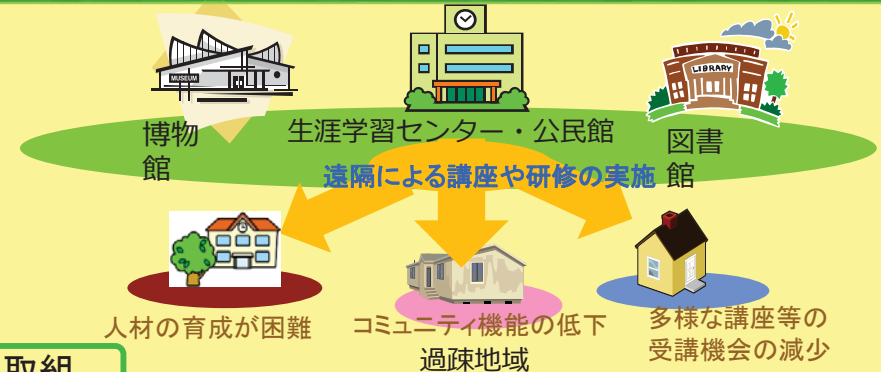 MUSEUM
LIBRARY
博物
館
生涯学習センター・公民館
図書
館
遠隔による講座や研修の実施
人材の育成が困難
コミュニティ機能の低下
多様な講座等の
受講機会の減少
過疎地域
取組